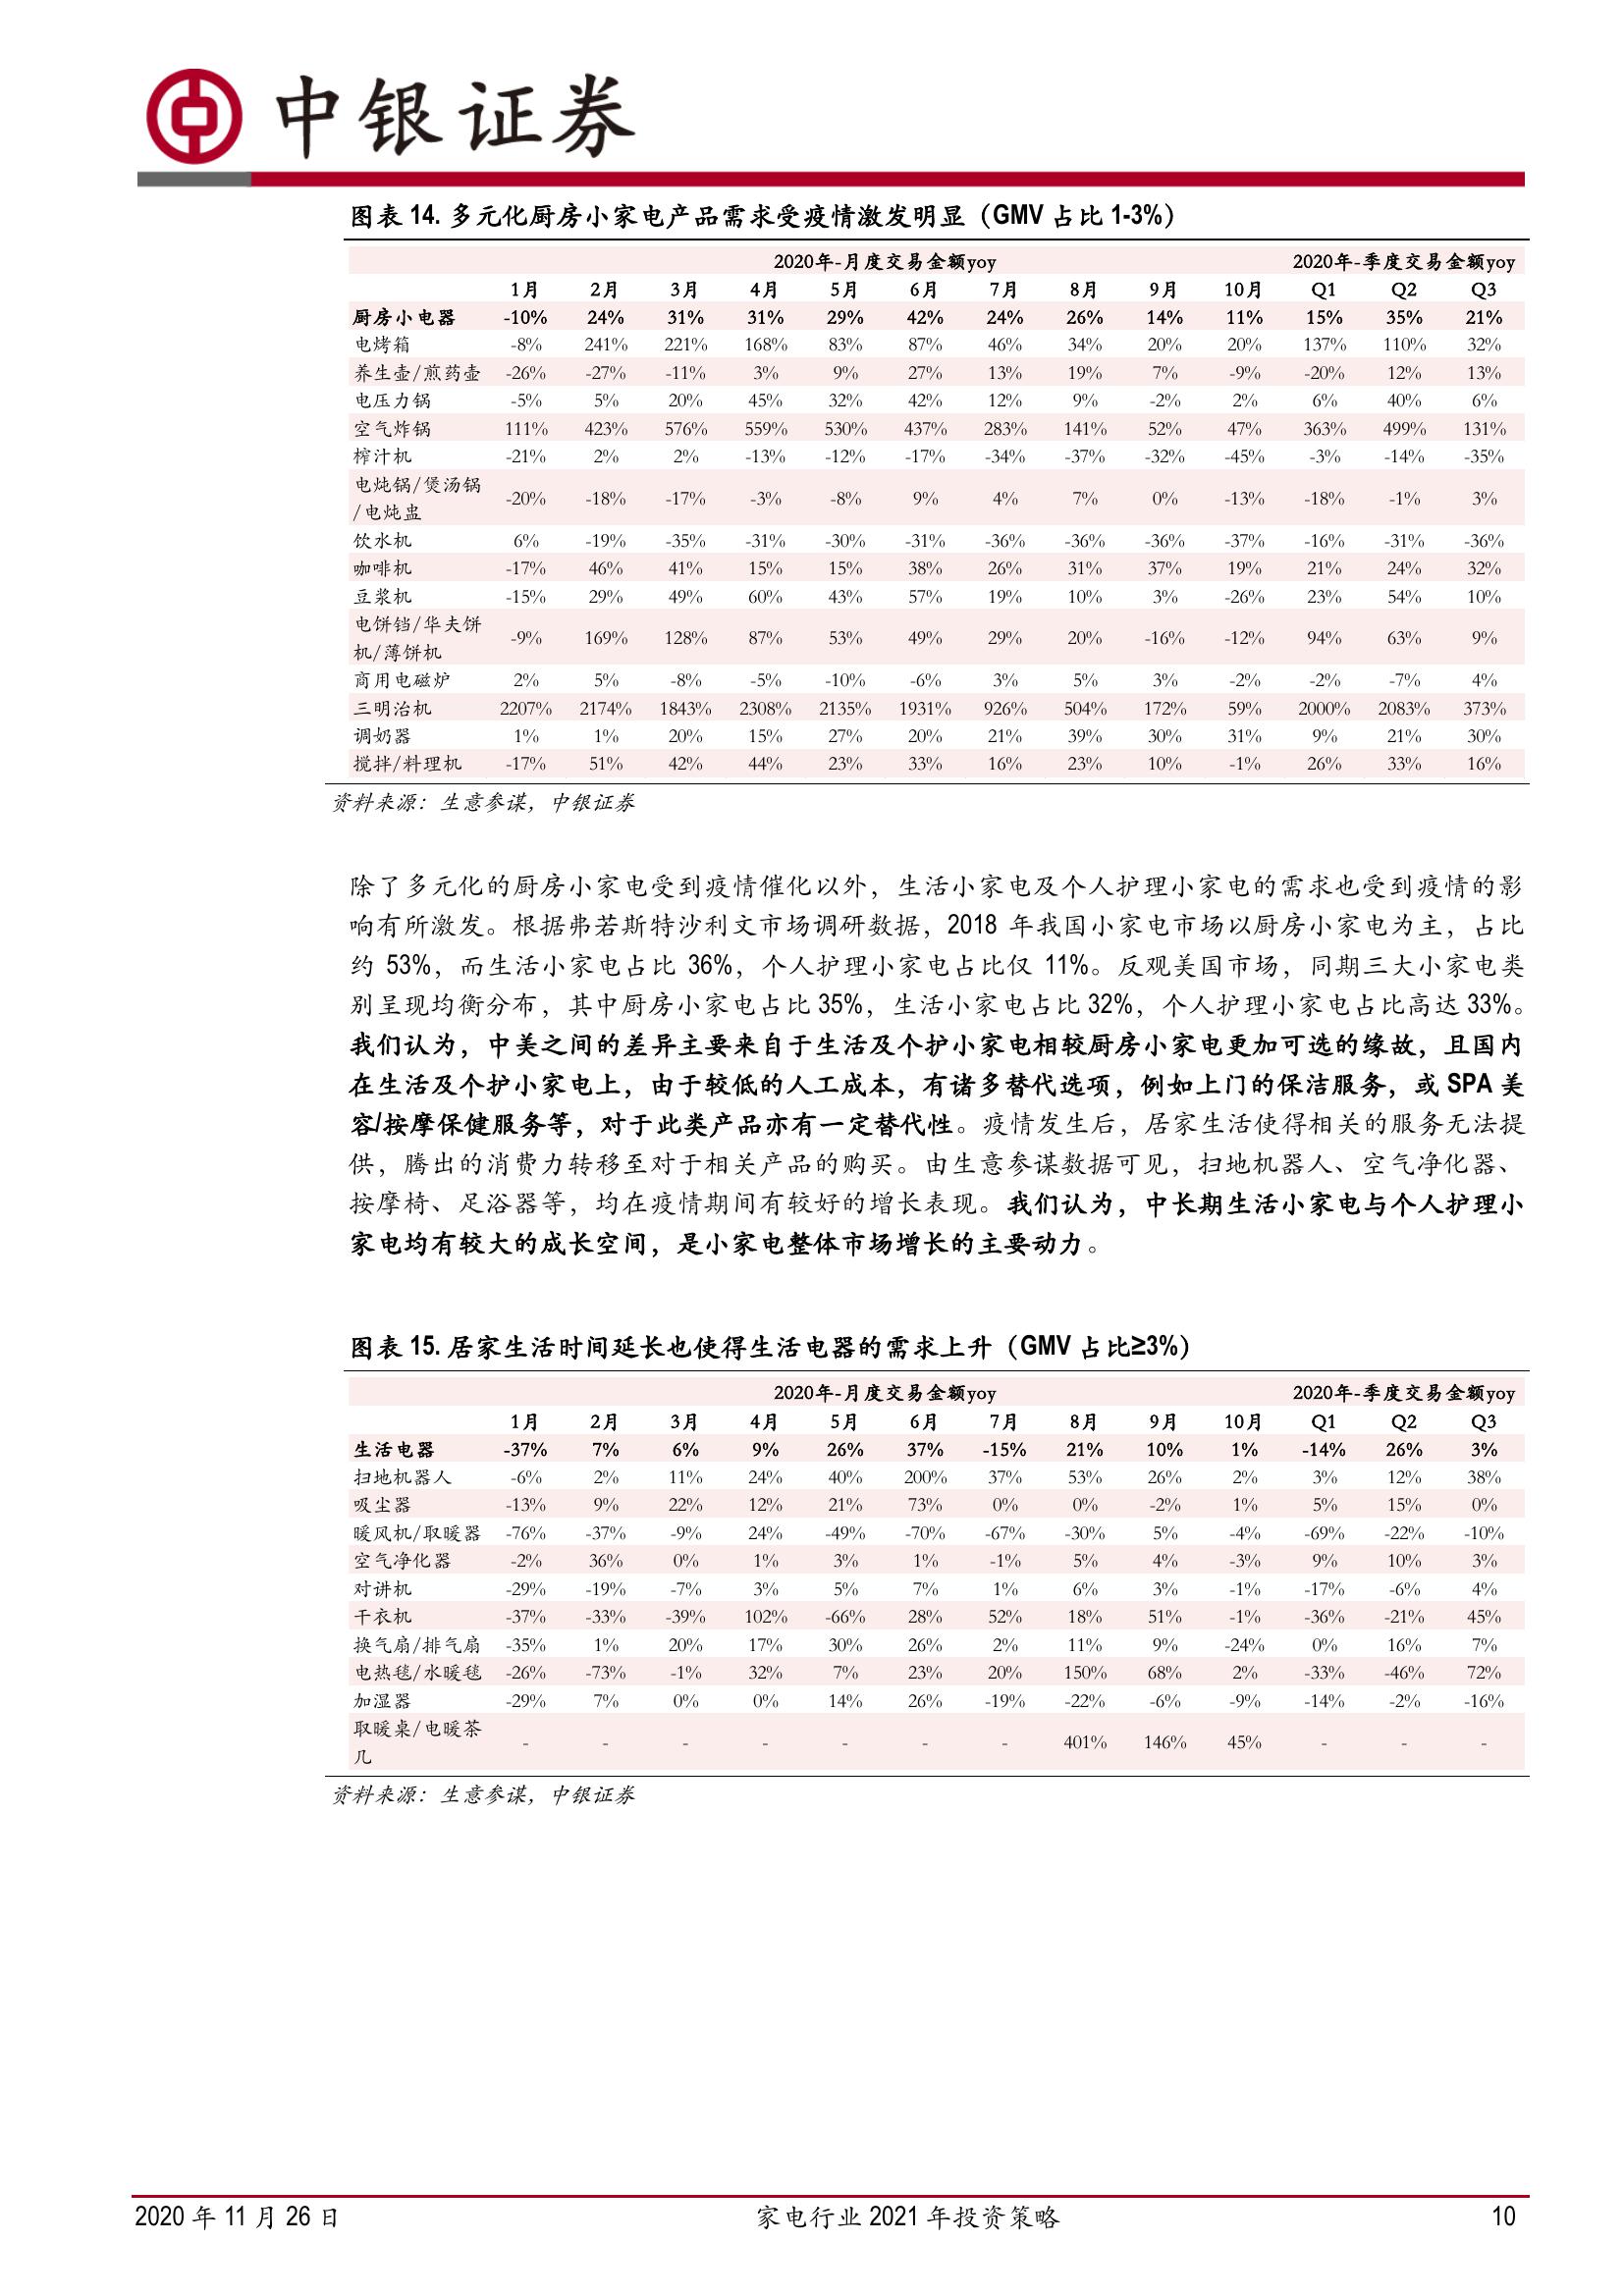 中银证券
图表 14. 多元化厨房小家电产品需求受疫情激发明显（GMV 占比 1-3%）
2020年-月度交易金额yoy 2020年-季度交易金额yoy
1月 2月 3月 4月 5月 6月 7月 8月 9月 10月 Q1 Q2 Q3
厨房小电器 -10% 24% 31% 31% 29% 42% 24% 26% 14% 11% 15% 35% 21%
电烤箱 -8% 241% 221% 168% 83% 87% 46% 34% 20% 20% 137% 110% 32%
养生壶/煎药壶 -26% -27% -11% 3% 9% 27% 13% 19% 7% -9% -20% 12% 13%
电压力锅 -5% 5% 20% 45% 32% 42% 12% 9% -2% 2% 6% 40% 6%
空气炸锅 111% 423% 576% 559% 530% 437% 283% 141% 52% 47% 363% 499% 131%
榨汁机 -21% 2% 2% -13% -12% -17% -34% -37% -32% -45% -3% -14% -35%
电炖锅/煲汤锅
/电炖盅 -20% -18% -17% -3% -8% 9% 4% 7% 0% -13% -18% -1% 3%
饮水机 6% -19% -35% -31% -30% -31% -36% -36% -36% -37% -16% -31% -36%
咖啡机 -17% 46% 41% 15% 15% 38% 26% 31% 37% 19% 21% 24% 32%
豆浆机 -15% 29% 49% 60% 43% 57% 19% 10% 3% -26% 23% 54% 10%
电饼铛/华夫饼
机/薄饼机 -9% 169% 128% 87% 53% 49% 29% 20% -16% -12% 94% 63% 9%
商用电磁炉 2% 5% -8% -5% -10% -6% 3% 5% 3% -2% -2% -7% 4%
三明治机 2207% 2174% 1843% 2308% 2135% 1931% 926% 504% 172% 59% 2000% 2083% 373%
调奶器 1% 1% 20% 15% 27% 20% 21% 39% 30% 31% 9% 21% 30%
搅拌/料理机 -17% 51% 42% 44% 23% 33% 16% 23% 10% -1% 26% 33% 16%
资料来源：生意参谋，中银证券
除了多元化的厨房小家电受到疫情催化以外，生活小家电及个人护理小家电的需求也受到疫情的影
响有所激发。根据弗若斯特沙利文市场调研数据，2018 年我国小家电市场以厨房小家电为主，占比
约 53%，而生活小家电占比 36%，个人护理小家电占比仅 11%。反观美国市场，同期三大小家电类
别呈现均衡分布，其中厨房小家电占比 35%，生活小家电占比 32%，个人护理小家电占比高达 33%。
我们认为，中美之间的差异主要来自于生活及个护小家电相较厨房小家电更加可选的缘故，且国内
在生活及个护小家电上，由于较低的人工成本，有诸多替代选项，例如上门的保洁服务，或 SPA 美
容/按摩保健服务等，对于此类产品亦有一定替代性。疫情发生后，居家生活使得相关的服务无法提
供，腾出的消费力转移至对于相关产品的购买。由生意参谋数据可见，扫地机器人、空气净化器、
按摩椅、足浴器等，均在疫情期间有较好的增长表现。我们认为，中长期生活小家电与个人护理小
家电均有较大的成长空间，是小家电整体市场增长的主要动力。
图表 15. 居家生活时间延长也使得生活电器的需求上升（GMV 占比≥3%）
2020年-月度交易金额yoy 2020年-季度交易金额yoy
1月 2月 3月 4月 5月 6月 7月 8月 9月 10月 Q1 Q2 Q3
生活电器 -37% 7% 6% 9% 26% 37% -15% 21% 10% 1% -14% 26% 3%
扫地机器人 -6% 2% 11% 24% 40% 200% 37% 53% 26% 2% 3% 12% 38%
吸尘器 -13% 9% 22% 12% 21% 73% 0% 0% -2% 1% 5% 15% 0%
暖风机/取暖器 -76% -37% -9% 24% -49% -70% -67% -30% 5% -4% -69% -22% -10%
空气净化器 -2% 36% 0% 1% 3% 1% -1% 5% 4% -3% 9% 10% 3%
对讲机 -29% -19% -7% 3% 5% 7% 1% 6% 3% -1% -17% -6% 4%
干衣机 -37% -33% -39% 102% -66% 28% 52% 18% 51% -1% -36% -21% 45%
换气扇/排气扇 -35% 1% 20% 17% 30% 26% 2% 11% 9% -24% 0% 16% 7%
电热毯/水暖毯 -26% -73% -1% 32% 7% 23% 20% 150% 68% 2% -33% -46% 72%
加湿器 -29% 7% 0% 0% 14% 26% -19% -22% -6% -9% -14% -2% -16%
取暖桌/电暖茶
几 - - - - - - - 401% 146% 45% - - -
资料来源：生意参谋，中银证券
2020 年 11 月 26 日 家电行业 2021 年投资策略 10